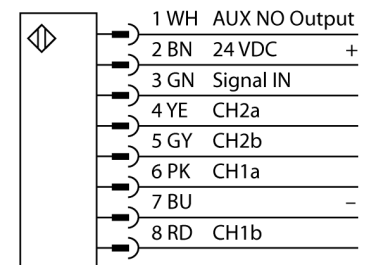 1 WH AUX NO Output
2 BN 24 VDC +
3 GN Signal IN
4 YE CH2a
5 GY CH2b
6 PK CH1a
7 BU –
8 RD CH1b